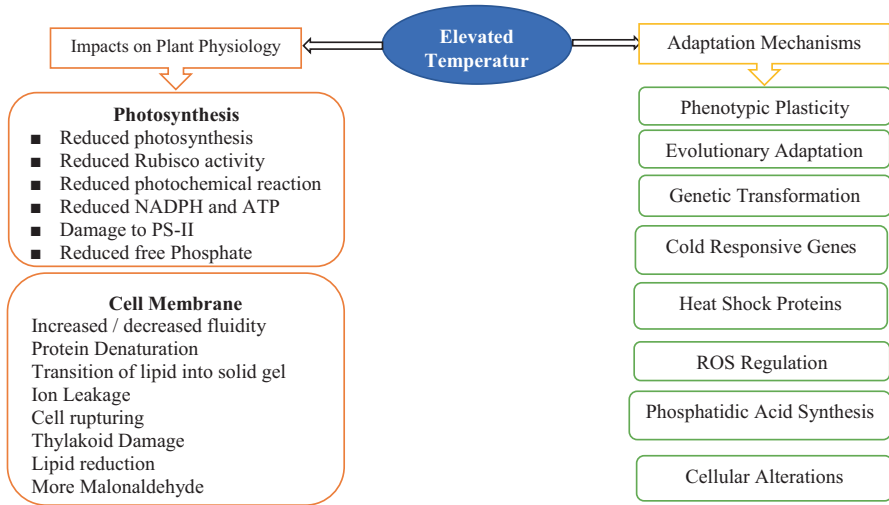 Elevated
Temperatur
Impacts on Plant Physiology
Photosynthesis
■ Reduced photosynthesis
■ Reduced Rubisco activity
■ Reduced photochemical reaction
■ Reduced NADPH and ATP
■ Damage to PS-II
■ Reduced free Phosphate
Cell Membrane
Increased / decreased fluidity
Protein Denaturation
Transition of lipid into solid gel
Ion Leakage
Cell rupturing
Thylakoid Damage
Lipid reduction
More Malonaldehyde
Adaptation Mechanisms
Phenotypic Plasticity
Evolutionary Adaptation
Genetic Transformation
Cold Responsive Genes
Heat Shock Proteins
ROS Regulation
Phosphatidic Acid Synthesis
Cellular Alterations